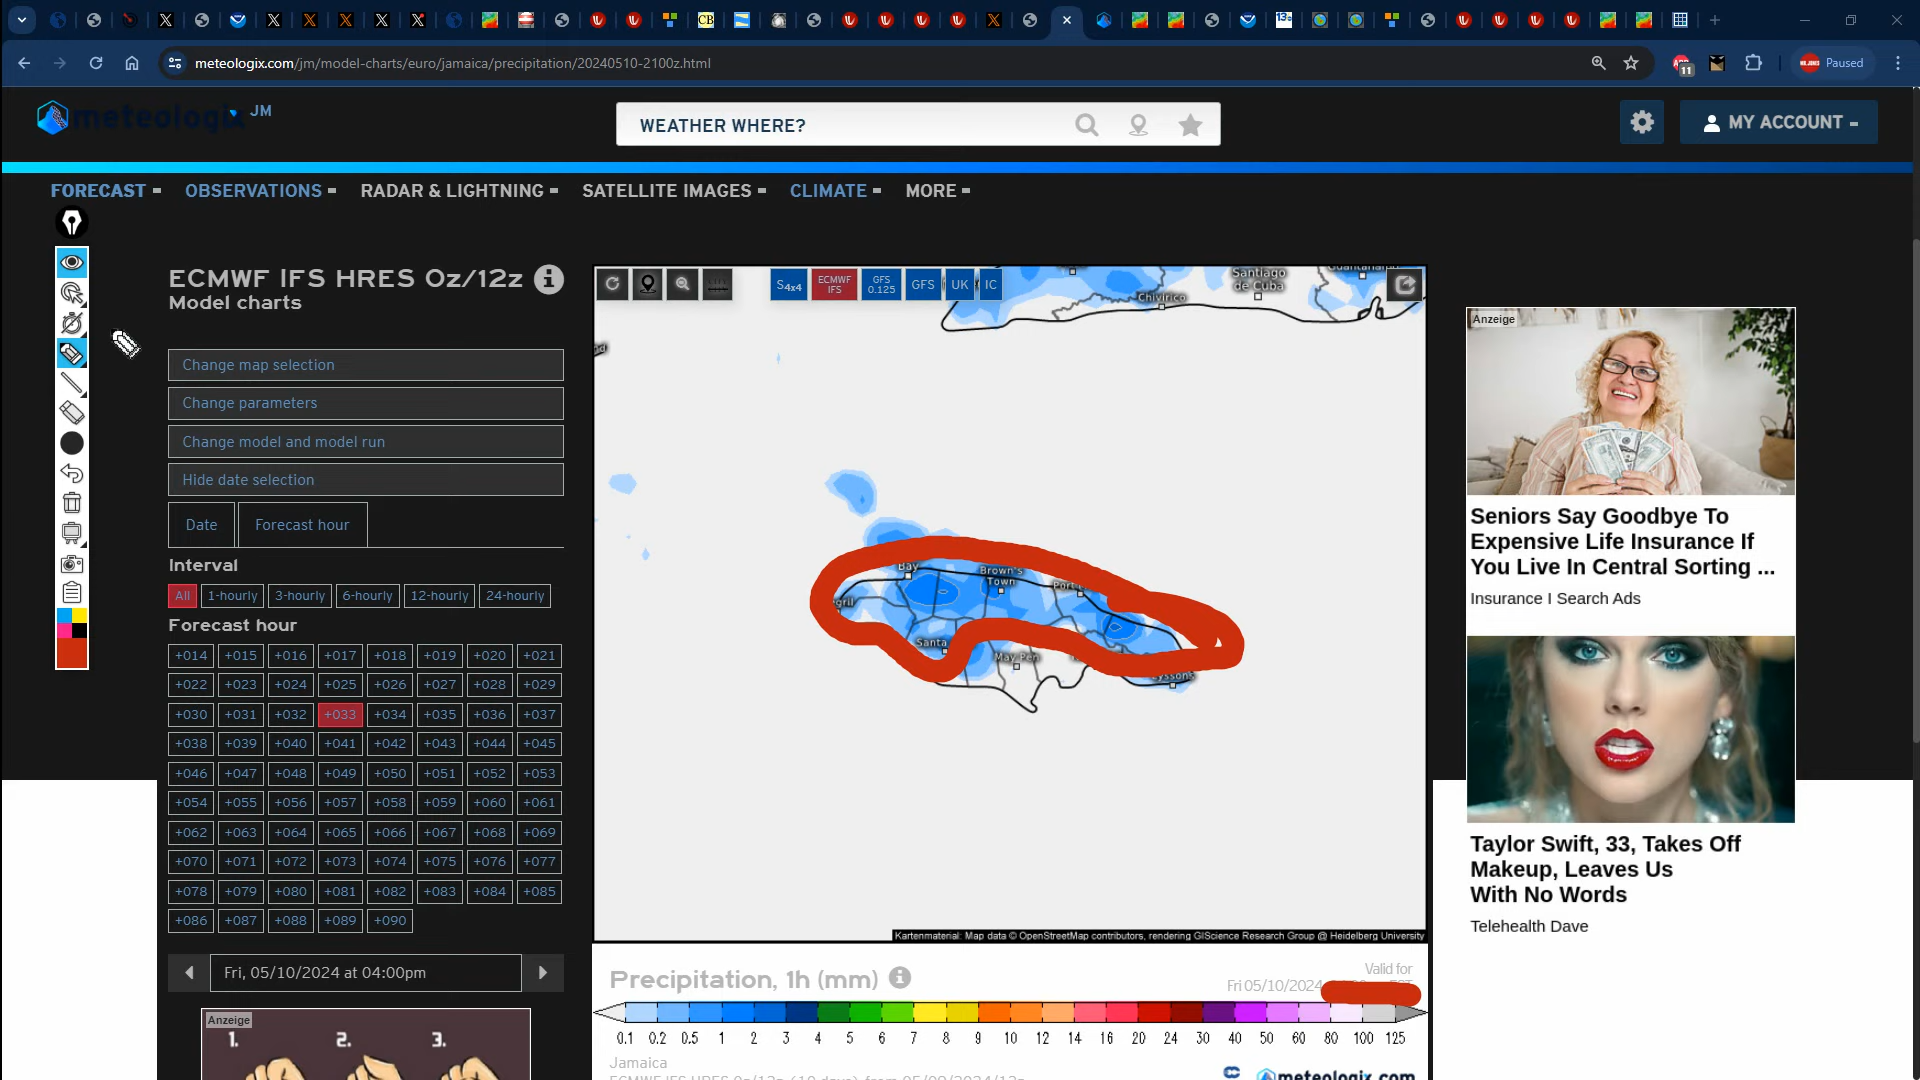 meteologix.com/jm/model-charts/euro/jamaica/precipitation/20240510-2100z.html
11
Paused
meteologix JM
WEATHER WHERE?
MY ACCOUNT
FORECAST OBSERVATIONS RADAR & LIGHTNING SATELLITE IMAGES CLIMATE MORE
ECMWF IFS HRES 0z/12z
Model charts
Change map selection
Change parameters
Change model and model run
Hide date selection
Date Forecast hour
Interval
All 1-hourly 3-hourly 6-hourly 12-hourly 24-hourly
Forecast hour
+014 +015 +016 +017 +018 +019 +020 +021
+022 +023 +024 +025 +026 +027 +028 +029
+030 +031 +032 +033 +034 +035 +036 +037
+038 +039 +040 +041 +042 +043 +044 +045
+046 +047 +048 +049 +050 +051 +052 +053
+054 +055 +056 +057 +058 +059 +060 +061
+062 +063 +064 +065 +066 +067 +068 +069
+070 +071 +072 +073 +074 +075 +076 +077
+078 +079 +080 +081 +082 +083 +084 +085
+086 +087 +088 +089 +090
Fri, 05/10/2024 at 04:00pm
Anzeige
1. 2. 3.
S4x4 ECMWF IFS GFS 0.125 GFS UK IC
Santiago
de Cuba
Chivirico
Bay
Brown's
Town
Port
gril
Santa
May Pen
yssons
Kartenmaterial: Map data © OpenStreetMap contributors, rendering GIScience Research Group @ Heidelberg University
Precipitation, 1h (mm)
Valid for
Fri 05/10/2024
0.1 0.2 0.5 1 2 3 4 5 6 7 8 9 10 12 14 16 20 24 30 40 50 60 80 100 125
Jamaica
meteologix.com
Anzeige
Seniors Say Goodbye To
Expensive Life Insurance If
You Live In Central Sorting ...
Insurance | Search Ads
Taylor Swift, 33, Takes Off
Makeup, Leaves Us
With No Words
Telehealth Dave